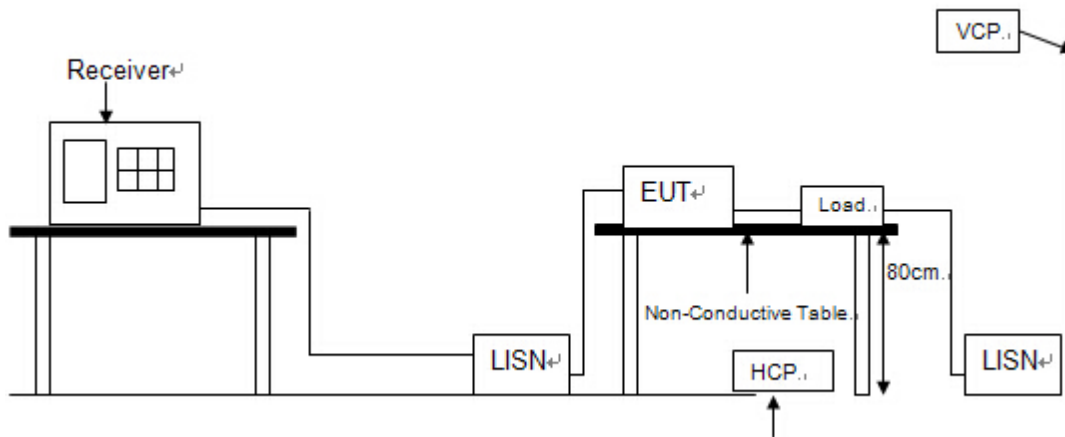 VCP.
Receiver
EUT
Load.
80cm.
Non-Conductive Table.
LISN
HCP.
LISN